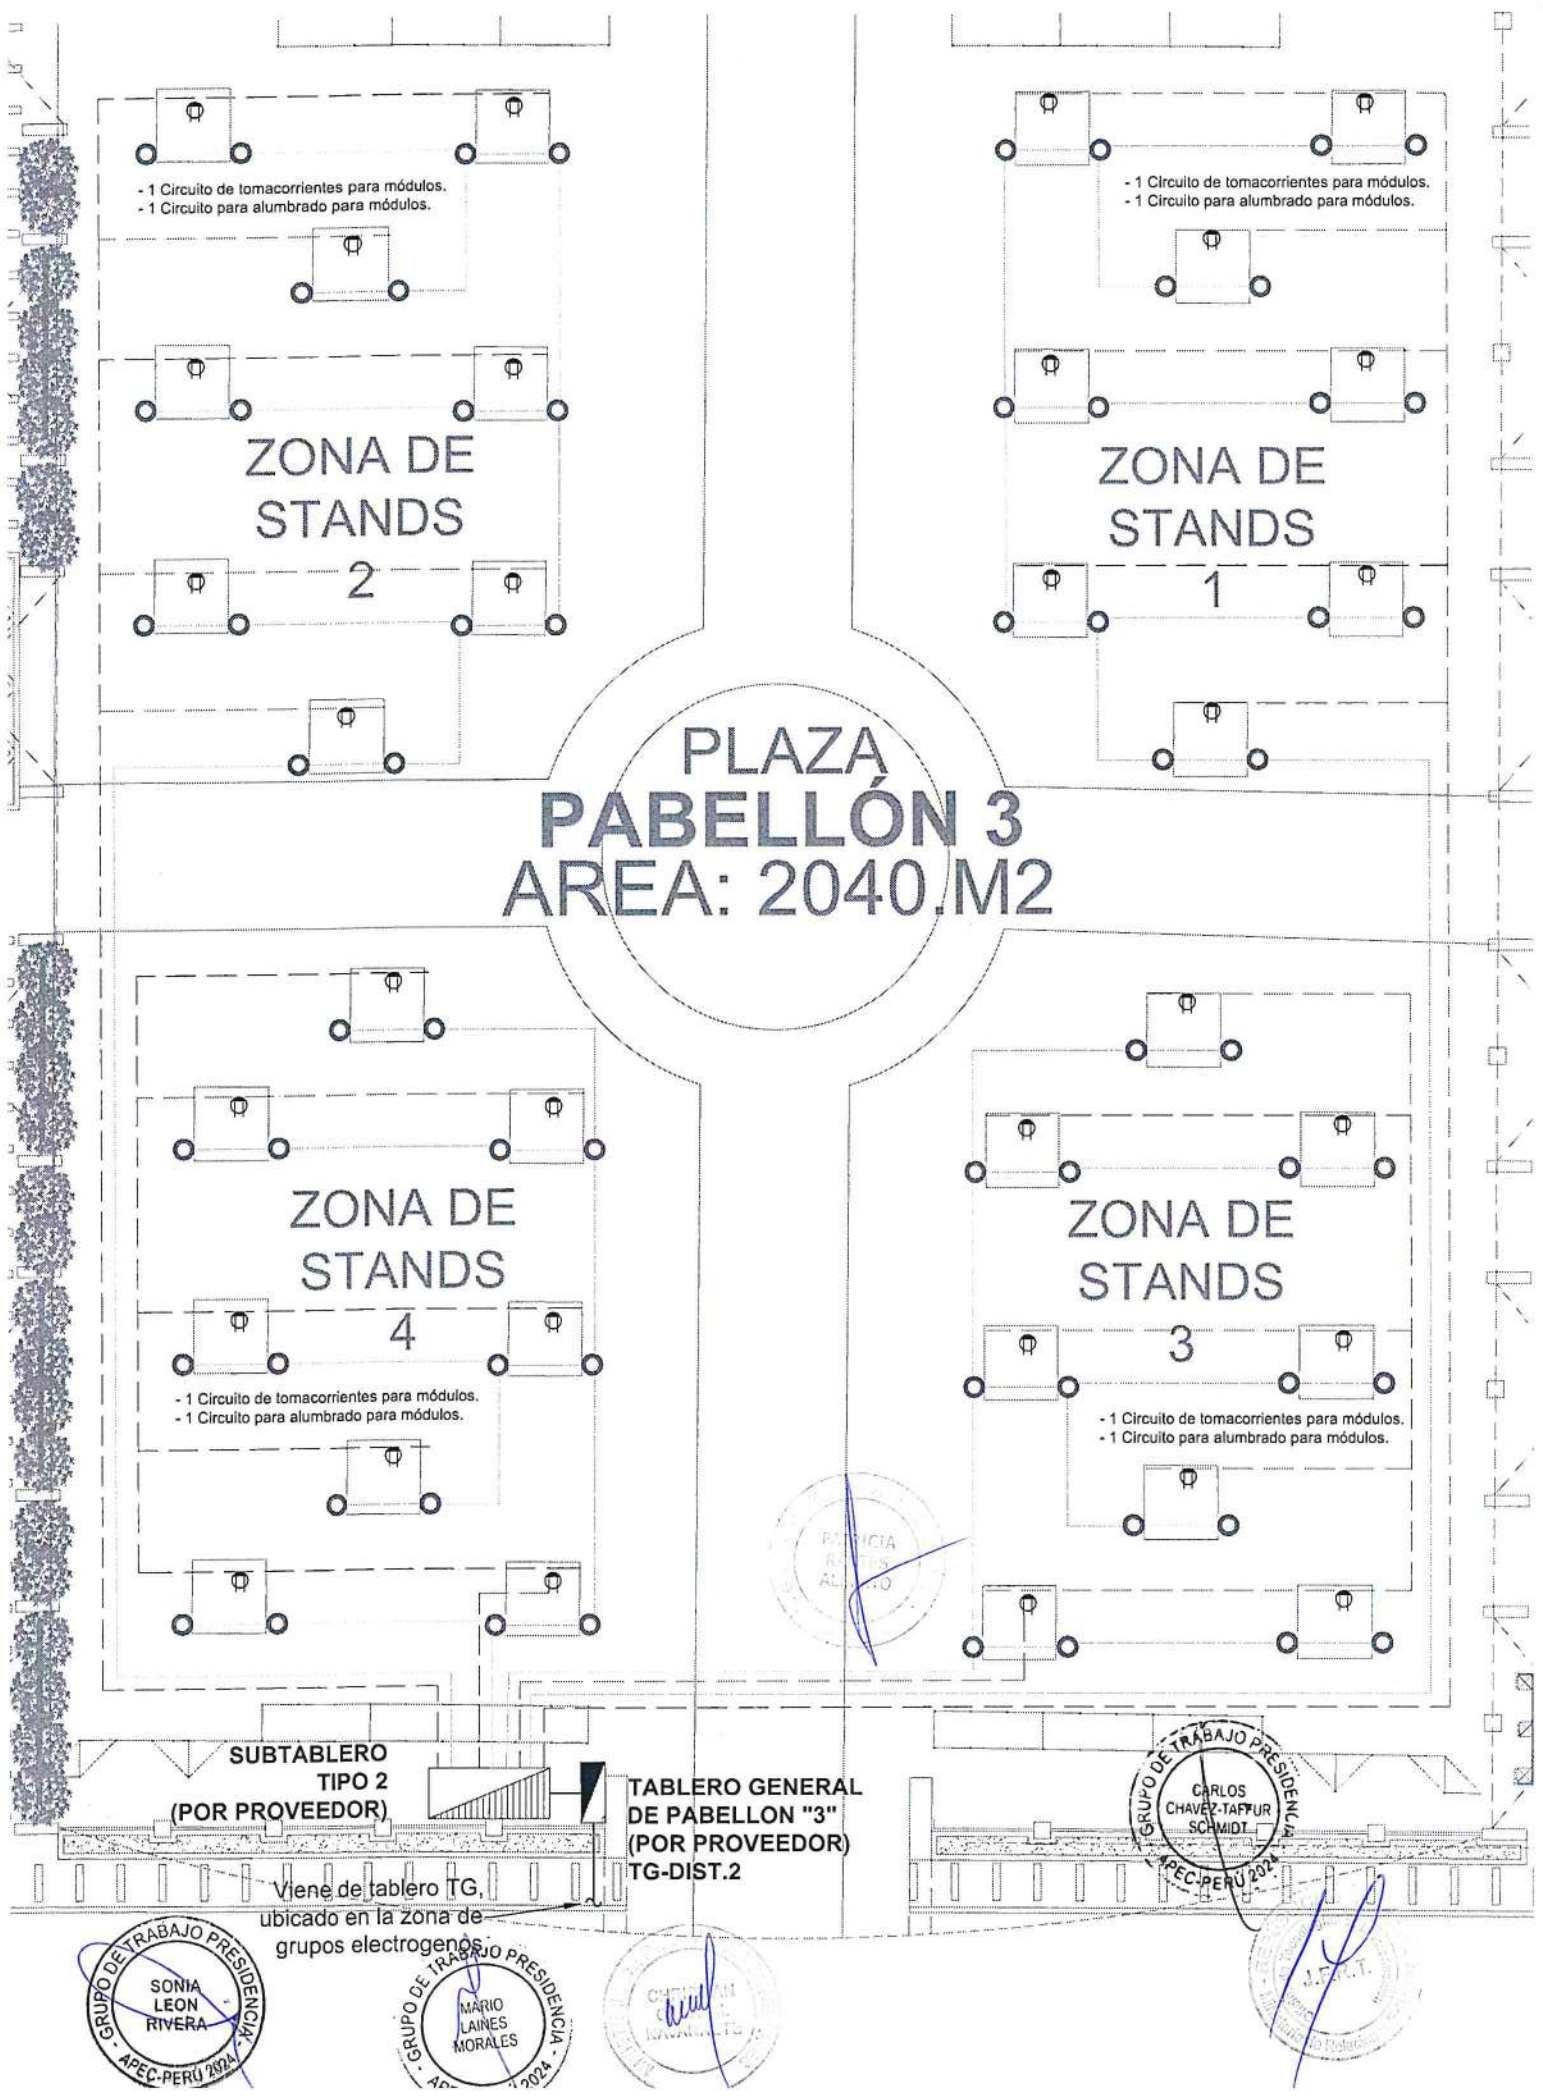 - 1 Circuito de tomacorrientes para módulos.
- 1 Circuito para alumbrado para módulos.
- 1 Circuito de tomacorrientes para módulos.
- 1 Circuito para alumbrado para módulos.
ZONA DE
STANDS
2
ZONA DE
STANDS
1
PLAZA
PABELLÓN 3
AREA: 2040.M2
ZONA DE
STANDS
4
- 1 Circuito de tomacorrientes para módulos.
- 1 Circuito para alumbrado para módulos.
ZONA DE
STANDS
3
- 1 Circuito de tomacorrientes para módulos.
- 1 Circuito para alumbrado para módulos.
PATRICIA
SUBTABLERO
TIPO 2
(POR PROVEEDOR)
TABLERO GENERAL
DE PABELLON "3"
(POR PROVEEDOR)
TG-DIST.2
GRUPO DE TRABAJO PRESIDENCIA
CARLOS
CHAVEZ-TAFFUR
SCHMIDT
APEC-PERÚ 2024
Viene de tablero TG,
ubicado en la zona de
grupos electrogenos.
GRUPO DE TRABAJO PRESIDENCIA
SONIA
LEON
RIVERA
APEC-PERÚ 2024
GRUPO DE TRABAJO PRESIDENCIA
MARIO
LAINES
MORALES
2024